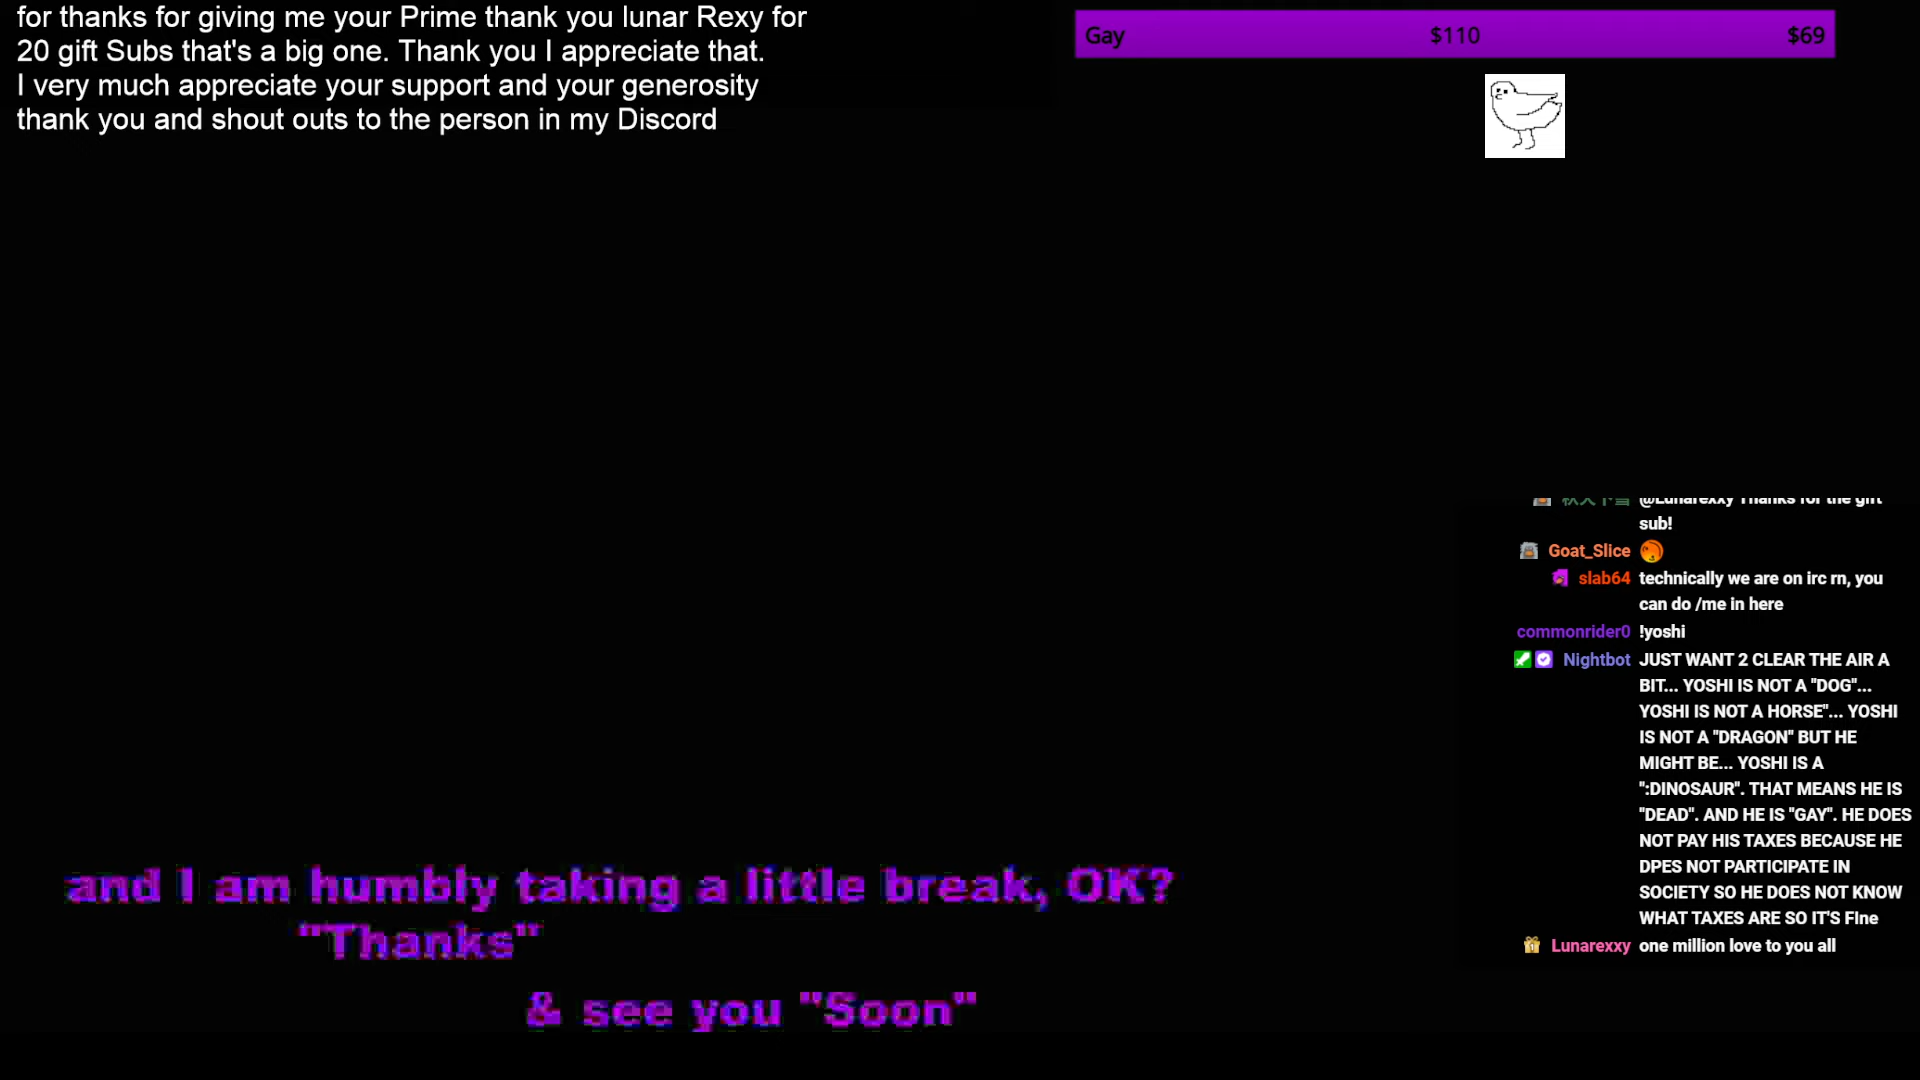 for thanks for giving me your Prime thank you lunar Rexy for
20 gift Subs that's a big one. Thank you I appreciate that.
I very much appreciate your support and your generosity
thank you and shout outs to the person in my Discord
Gay $110 $69
@Lunarexxy Thanks for the gift
sub!
Goat_Slice
slab64 technically we are on irc rn, you
can do /me in here
commonrider0 !yoshi
Nightbot JUST WANT 2 CLEAR THE AIR A
BIT... YOSHI IS NOT A "DOG"...
YOSHI IS NOT A HORSE"... YOSHI
IS NOT A "DRAGON" BUT HE
MIGHT BE... YOSHI IS A
":DINOSAUR". THAT MEANS HE IS
"DEAD". AND HE IS "GAY". HE DOES
NOT PAY HIS TAXES BECAUSE HE
DPES NOT PARTICIPATE IN
SOCIETY SO HE DOES NOT KNOW
WHAT TAXES ARE SO IT'S FIne
Lunarexxy one million love to you all
and I am humbly taking a little break, OK?
"Thanks"
& see you "Soon"